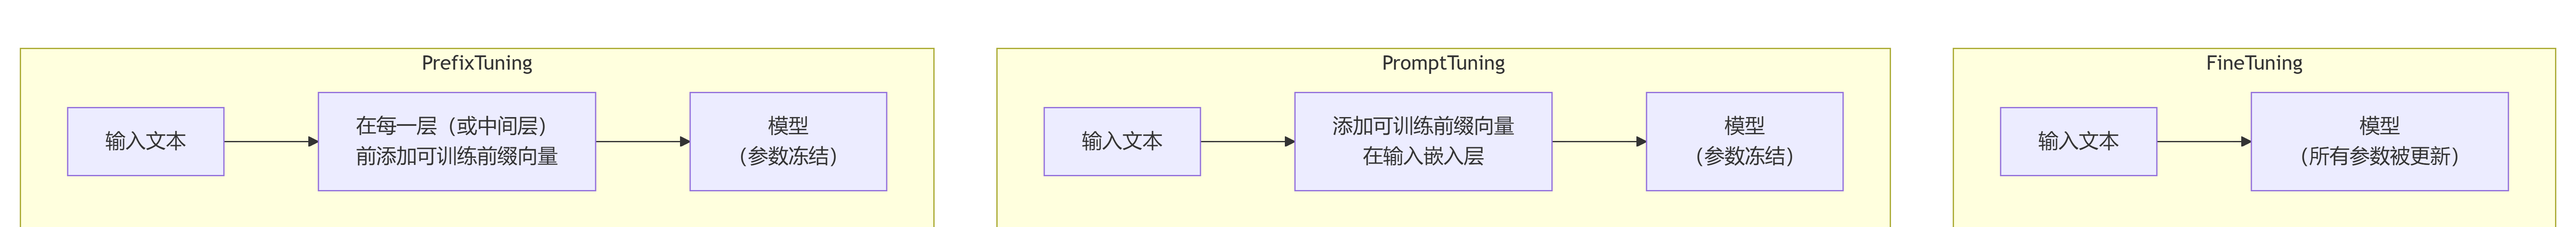 PrefixTuning
输入文本
在每一层（或中间层）
前添加可训练前缀向量
模型
（参数冻结）
PromptTuning
输入文本
添加可训练前缀向量
在输入嵌入层
模型
（参数冻结）
FineTuning
输入文本
模型
（所有参数被更新）